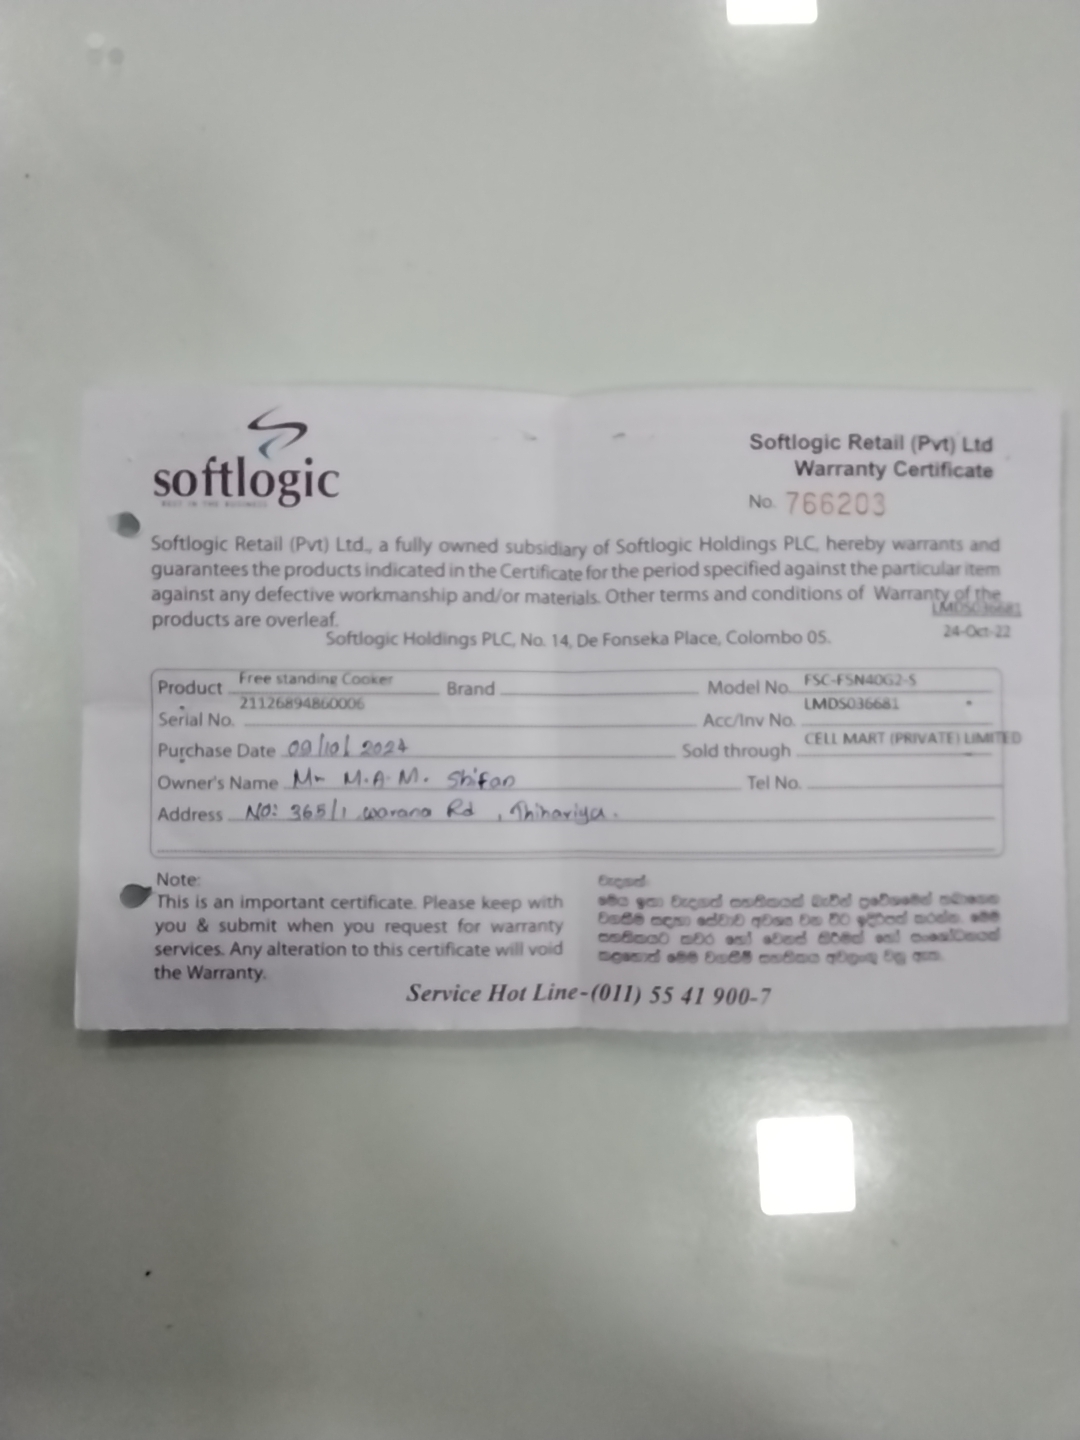 softlogic
Softlogic Retail (Pvt) Ltd
Warranty Certificate
No. 766203
Softlogic Retail (Pvt) Ltd., a fully owned subsidiary of Softlogic Holdings PLC, hereby warrants and
guarantees the products indicated in the Certificate for the period specified against the particular item
against any defective workmanship and/or materials. Other terms and conditions of Warranty of the
products are overleaf.
LMDS036681
24-Oct-22
Softlogic Holdings PLC, No. 14, De Fonseka Place, Colombo 05.
Product Free standing Cooker Brand Model No. FSC-FSN40G2-S
Serial No. 21126894860006 Acc/Inv No. LMDS036681
Purchase Date 09/10/2024 Sold through CELL MART (PRIVATE) LIMITED
Owner's Name Mr M.A.M. Shifan Tel No.
Address No: 365/1 warana Rd, Thihariya.
Note:
This is an important certificate. Please keep with
you & submit when you request for warranty
services. Any alteration to this certificate will void
the Warranty.
Service Hot Line-(011) 55 41 900-7